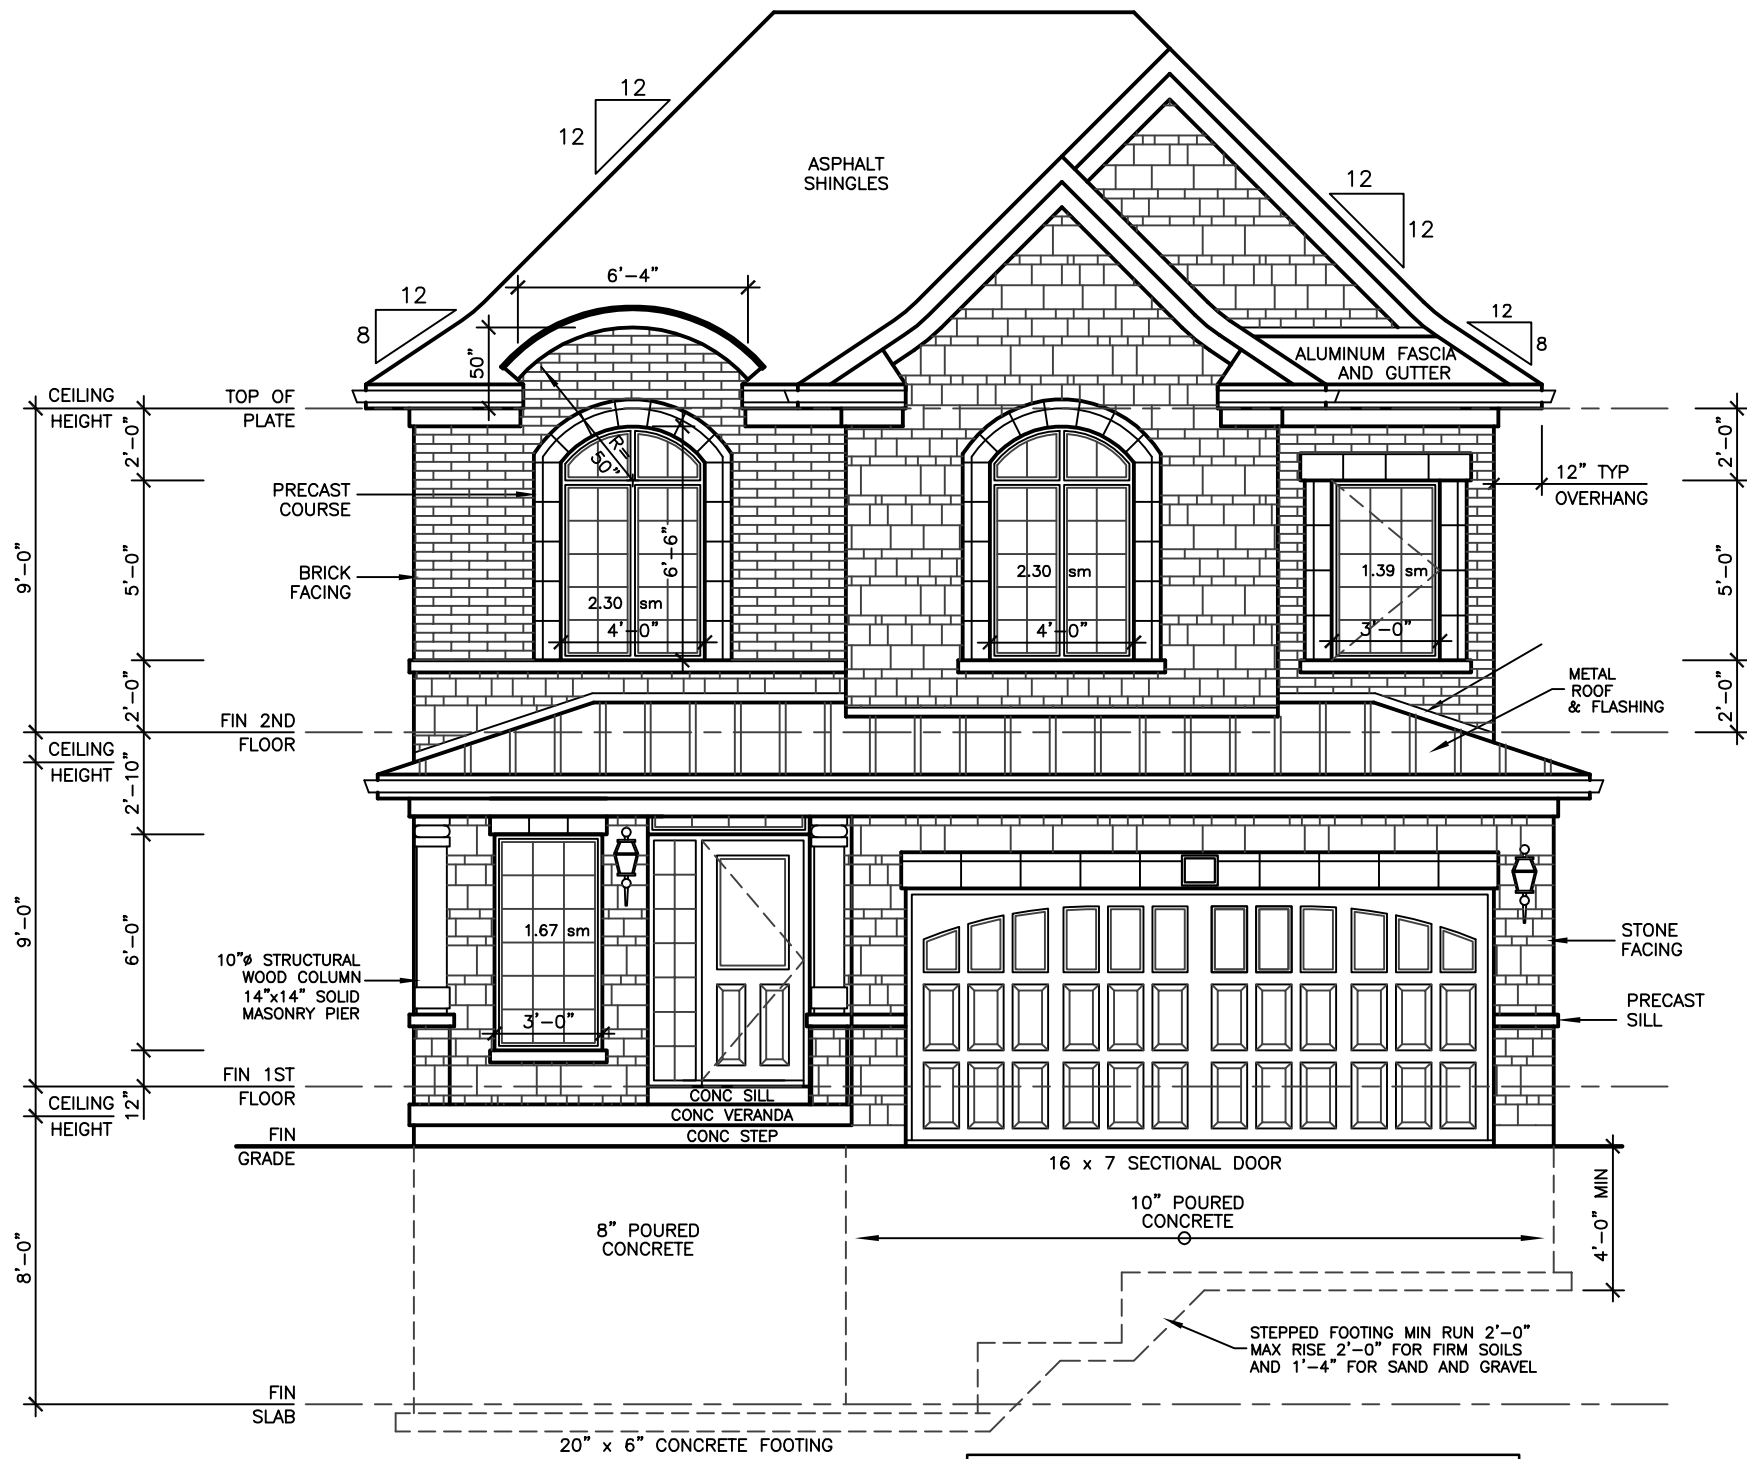 12
12
ASPHALT
SHINGLES
12
12
6'-4"
12
8
50"
12
8
ALUMINUM FASCIA
AND GUTTER
CEILING
HEIGHT
TOP OF
PLATE
2'-0"
R=
50"
2'-0"
12" TYP
OVERHANG
PRECAST
COURSE
9'-0"
5'-0"
BRICK
FACING
6'-6"
2.30 sm
4'-0"
2.30 sm
4'-0"
1.39 sm
3'-0"
5'-0"
2'-0"
METAL
ROOF
& FLASHING
2'-0"
FIN 2ND
FLOOR
CEILING
HEIGHT
2'-10"
9'-0"
6'-0"
1.67 sm
3'-0"
10"ø STRUCTURAL
WOOD COLUMN
14"x14" SOLID
MASONRY PIER
STONE
FACING
PRECAST
SILL
FIN 1ST
FLOOR
12"
CEILING
HEIGHT
CONC SILL
CONC VERANDA
CONC STEP
FIN
GRADE
16 x 7 SECTIONAL DOOR
8'-0"
8" POURED
CONCRETE
10" POURED
CONCRETE
4'-0" MIN
STEPPED FOOTING MIN RUN 2'-0"
MAX RISE 2'-0" FOR FIRM SOILS
AND 1'-4" FOR SAND AND GRAVEL
FIN
SLAB
20" x 6" CONCRETE FOOTING